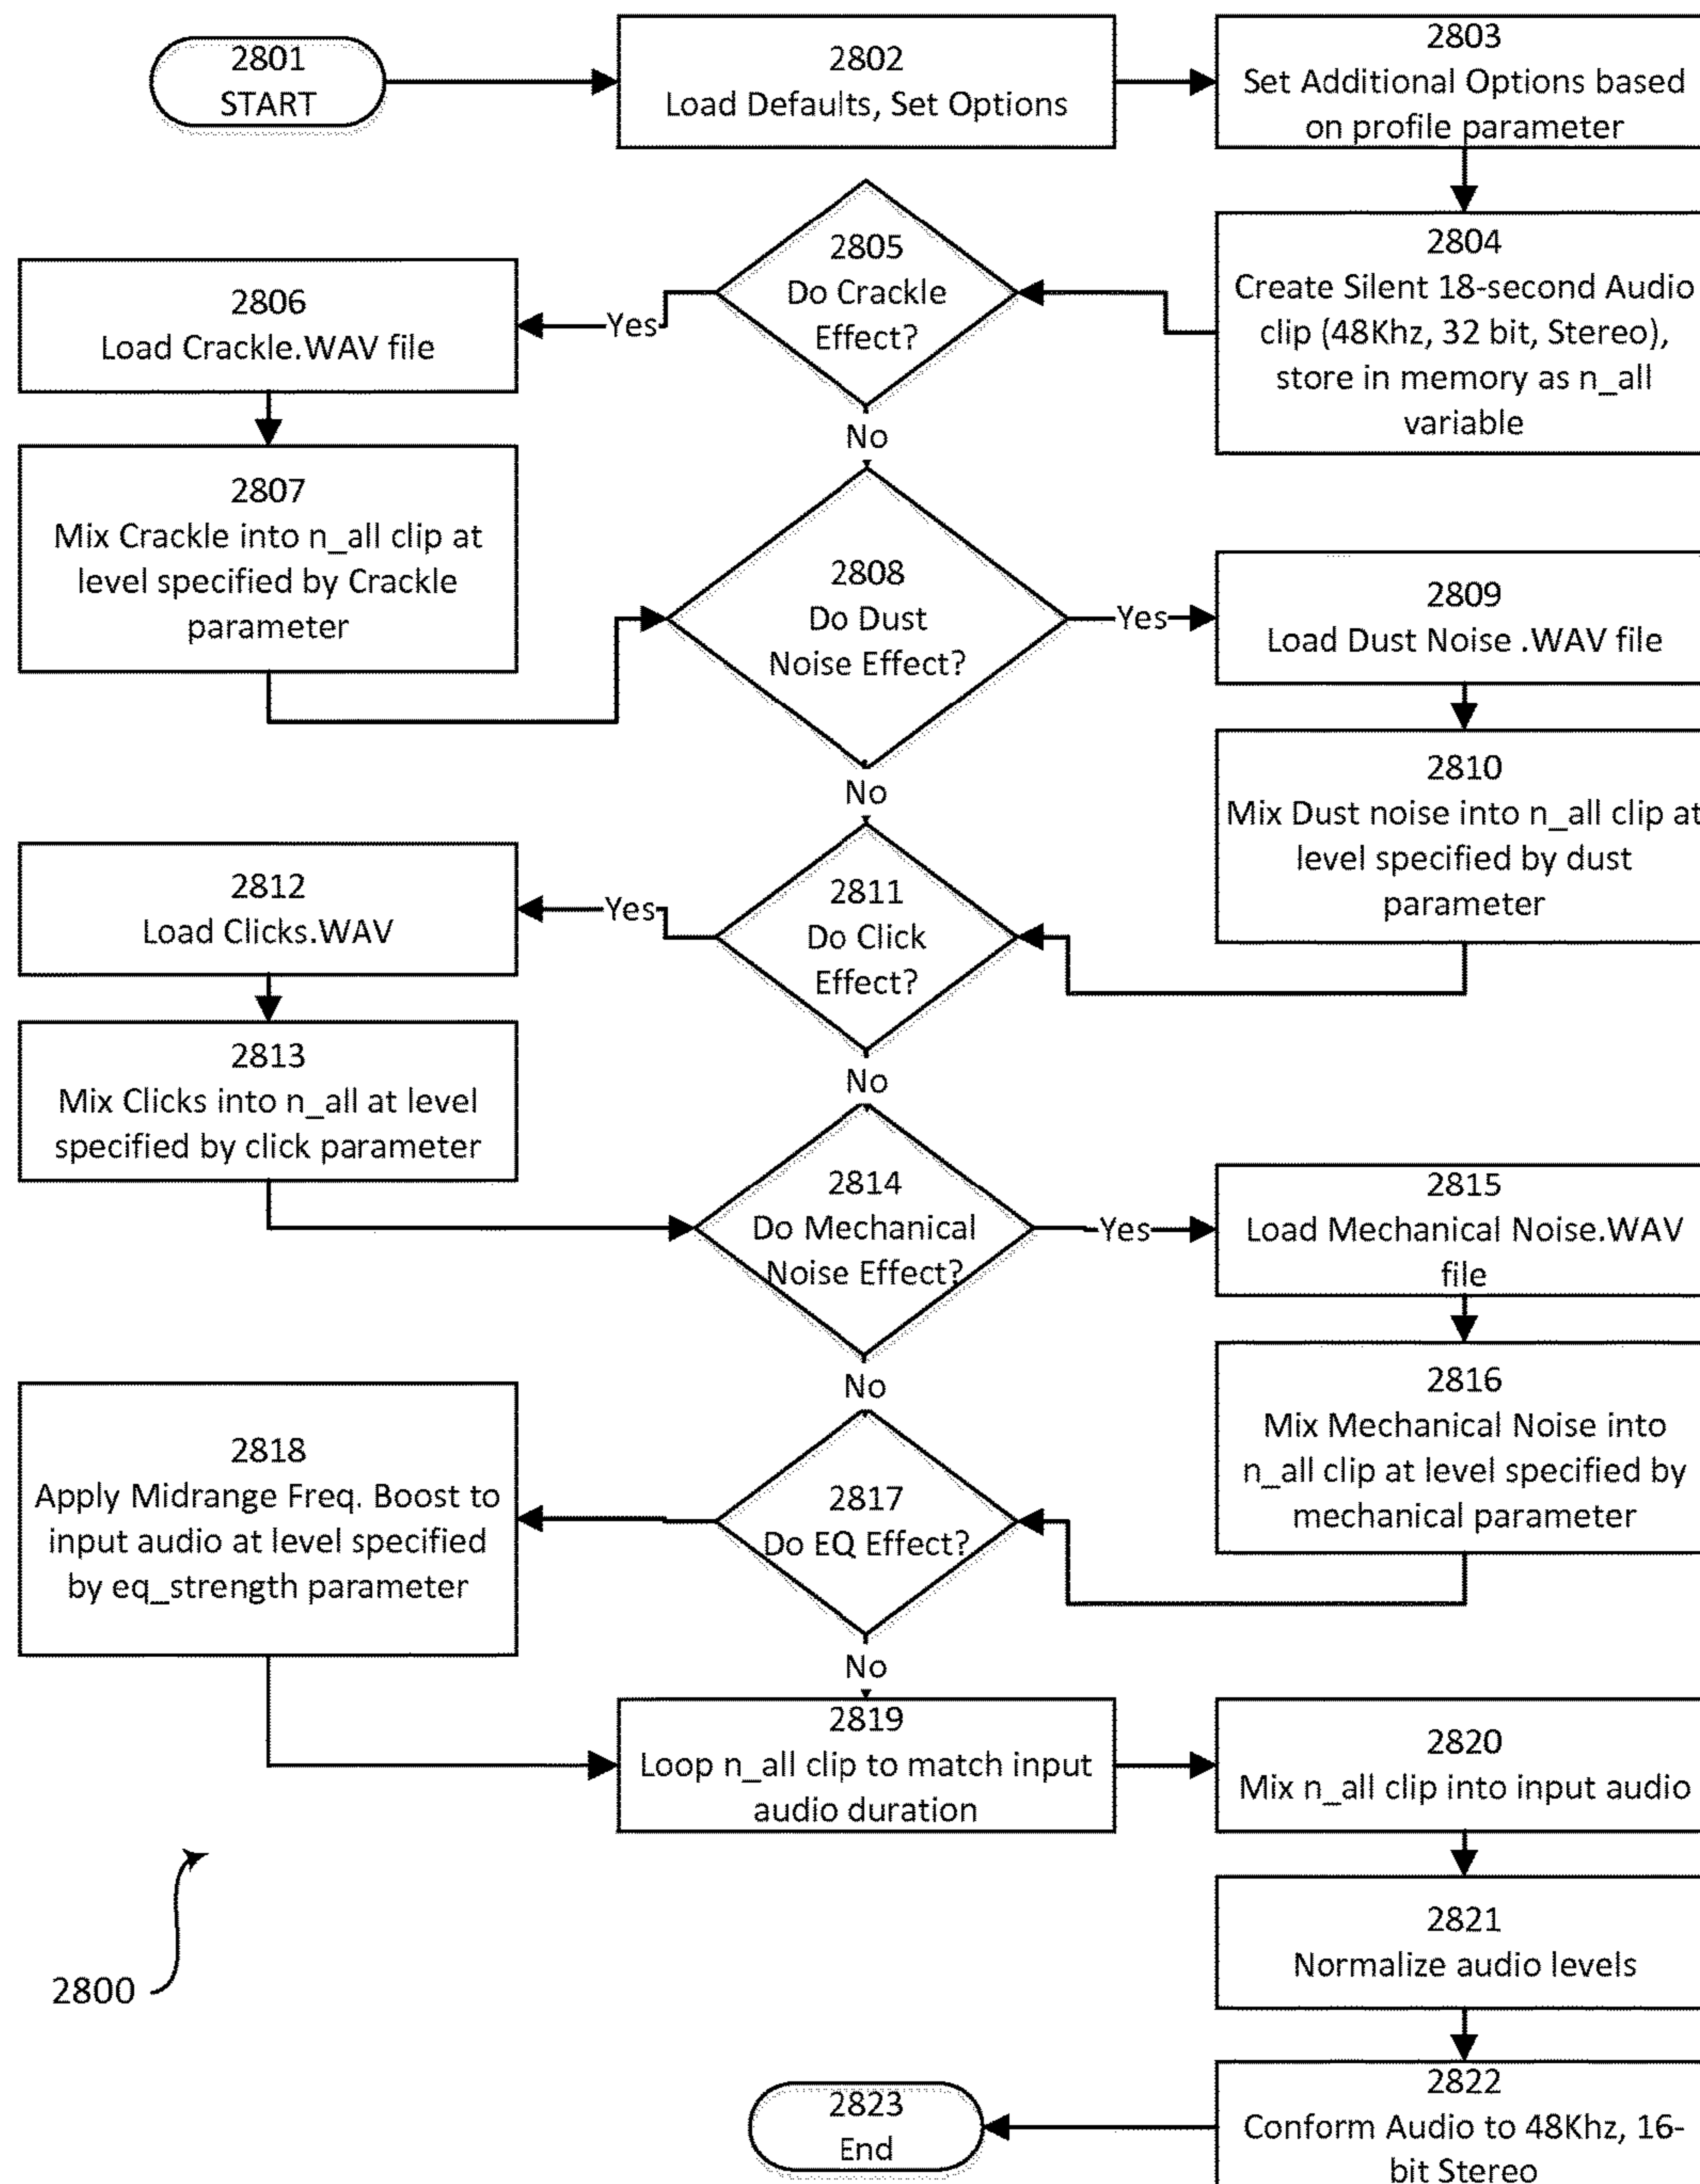 2801
START
2802
Load Defaults, Set Options
2803
Set Additional Options based
on profile parameter
2804
Create Silent 18-second Audio
clip (48Khz, 32 bit, Stereo),
store in memory as n_all
variable
2805
Do Crackle
Effect?
Yes
No
2806
Load Crackle.WAV file
2807
Mix Crackle into n_all clip at
level specified by Crackle
parameter
2808
Do Dust
Noise Effect?
Yes
No
2809
Load Dust Noise .WAV file
2810
Mix Dust noise into n_all clip at
level specified by dust
parameter
2811
Do Click
Effect?
Yes
No
2812
Load Clicks.WAV
2813
Mix Clicks into n_all at level
specified by click parameter
2814
Do Mechanical
Noise Effect?
Yes
No
2815
Load Mechanical Noise.WAV
file
2816
Mix Mechanical Noise into
n_all clip at level specified by
mechanical parameter
2817
Do EQ Effect?
No
2818
Apply Midrange Freq. Boost to
input audio at level specified
by eq_strength parameter
2819
Loop n_all clip to match input
audio duration
2820
Mix n_all clip into input audio
2821
Normalize audio levels
2822
Conform Audio to 48Khz, 16-
bit Stereo
2823
End
2800